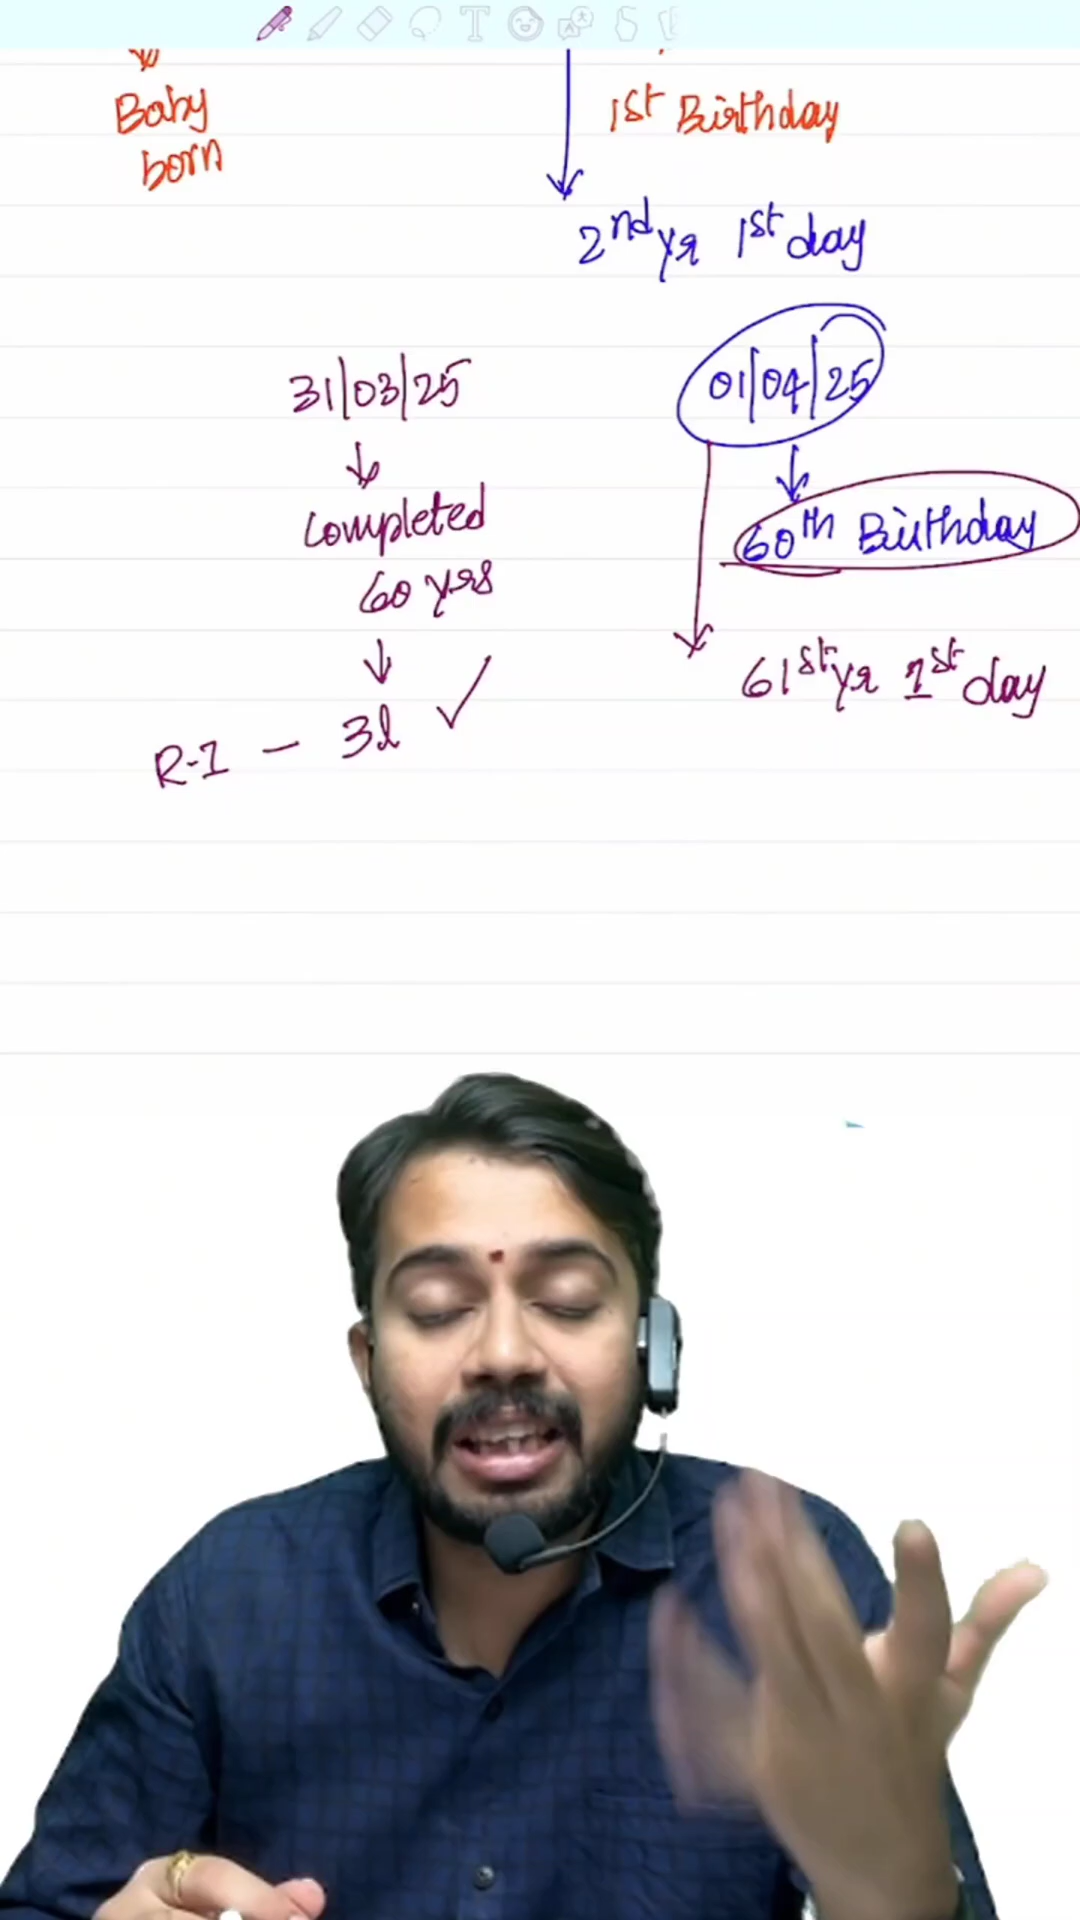 Baby
born
1st Birthday
2nd yr 1st day
31/03/25
Completed
60 yrs
R-I - 3l ✓
01/04/25
60th Birthday
61st yr 1st day